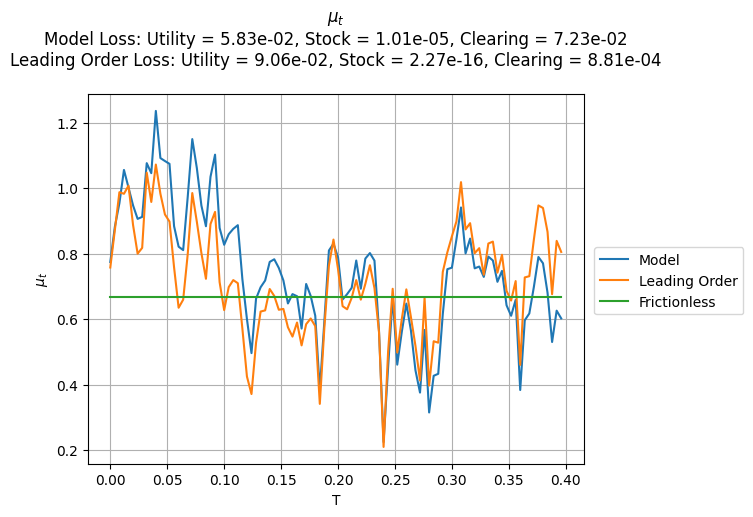 μ_t
Model Loss: Utility = 5.83e-02, Stock = 1.01e-05, Clearing = 7.23e-02
Leading Order Loss: Utility = 9.06e-02, Stock = 2.27e-16, Clearing = 8.81e-04
1.2
1.0
0.8
0.6
0.4
0.2
μ_t
0.00 0.05 0.10 0.15 0.20 0.25 0.30 0.35 0.40
T
Model
Leading Order
Frictionless